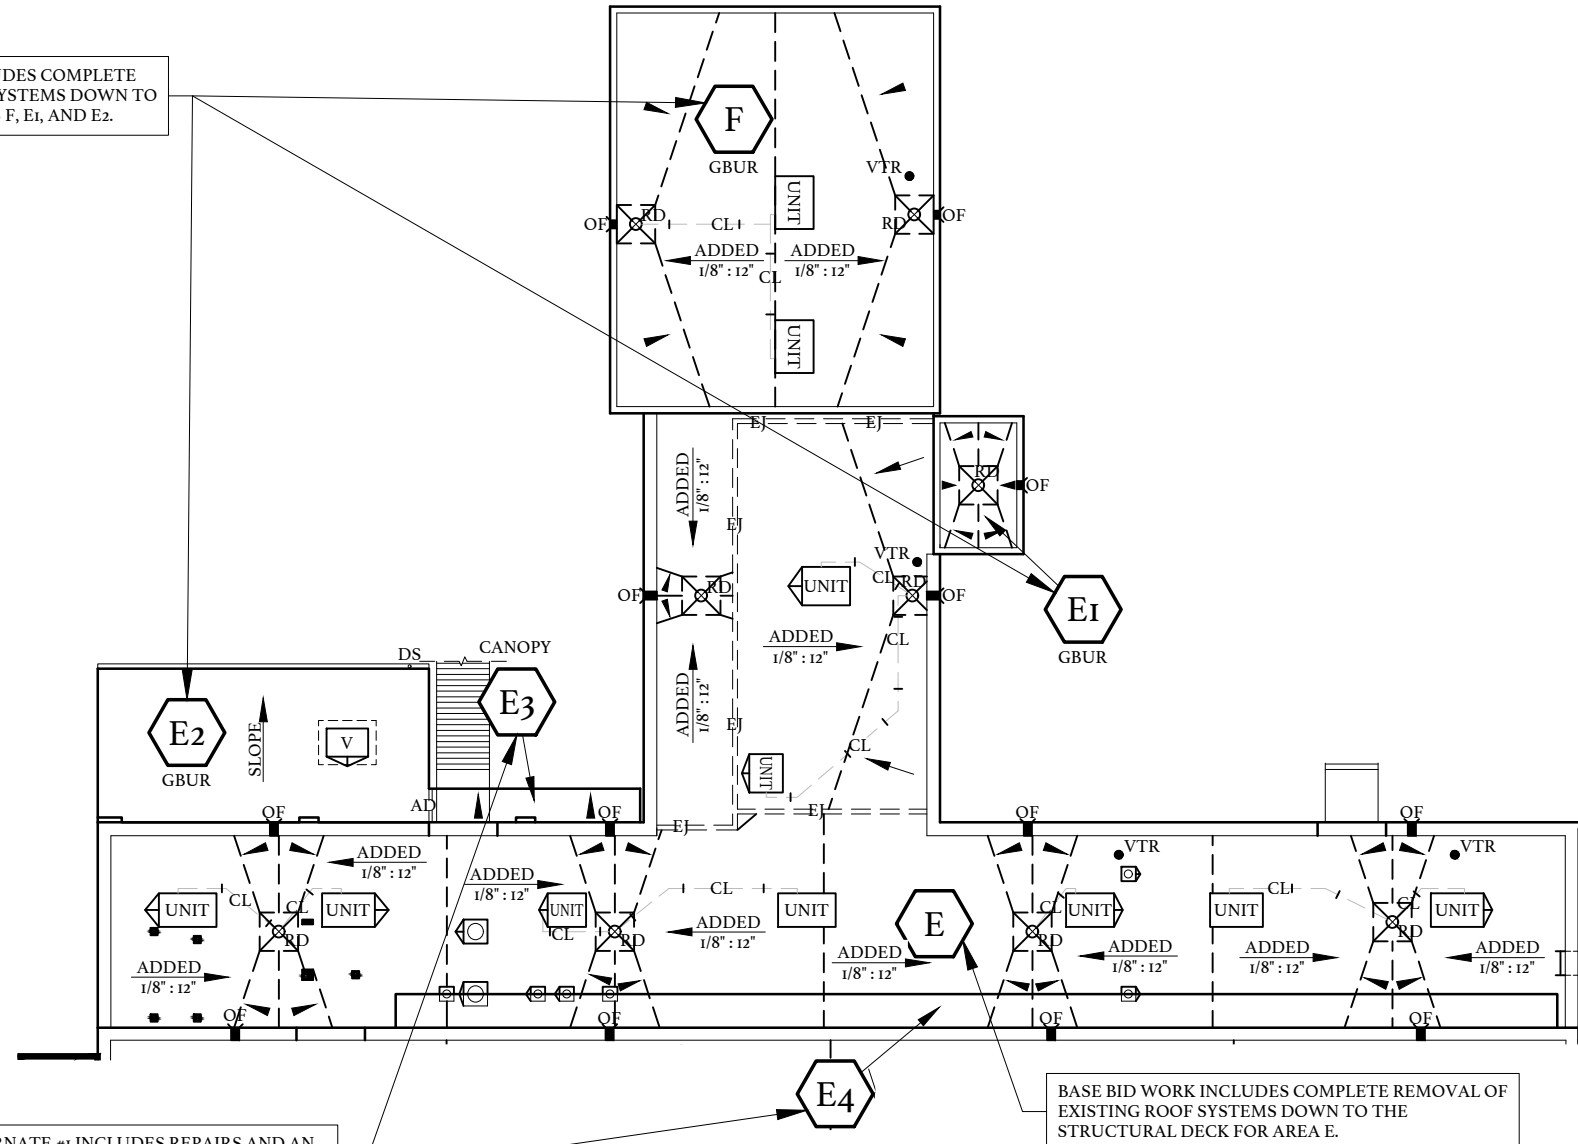 DES COMPLETE
YSTEMS DOWN TO
F, E1, AND E2.
F
GBUR
VTR
UNIT
OF
RD
CL
RD
OF
ADDED
1/8" : 12"
ADDED
1/8" : 12"
CL
UNIT
EJ
EJ
ADDED
1/8" : 12"
RD
OF
EJ
VTR
UNIT
CL
RD
OF
OF
RD
E1
GBUR
ADDED
1/8" : 12"
CL
DS
CANOPY
E3
ADDED
1/8" : 12"
EJ
E2
GBUR
SLOPE
V
CL
UNIT
AD
EJ
EJ
OF
OF
OF
OF
ADDED
1/8" : 12"
ADDED
1/8" : 12"
VTR
VTR
UNIT
CL
CL
UNIT
UNIT
CL
CL
UNIT
E
CL
UNIT
UNIT
CL
CL
UNIT
RD
RD
ADDED
1/8" : 12"
RD
RD
ADDED
1/8" : 12"
ADDED
1/8" : 12"
ADDED
1/8" : 12"
ADDED
1/8" : 12"
ADDED
1/8" : 12"
OF
OF
OF
OF
E4
BASE BID WORK INCLUDES COMPLETE REMOVAL OF
EXISTING ROOF SYSTEMS DOWN TO THE
STRUCTURAL DECK FOR AREA E.
RNATE #1 INCLUDES REPAIRS AND AN